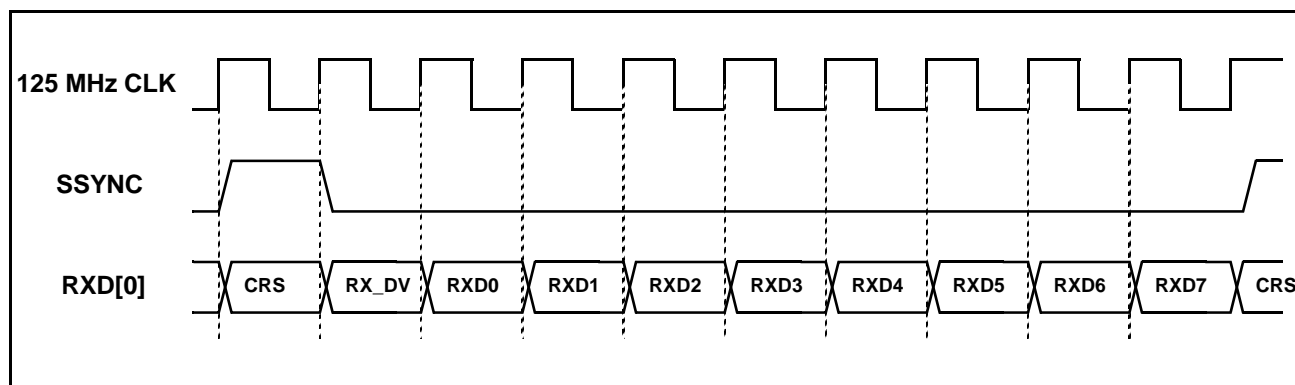 125 MHz CLK
SSYNC
RXD[0] CRS RX_DV RXD0 RXD1 RXD2 RXD3 RXD4 RXD5 RXD6 RXD7 CRS